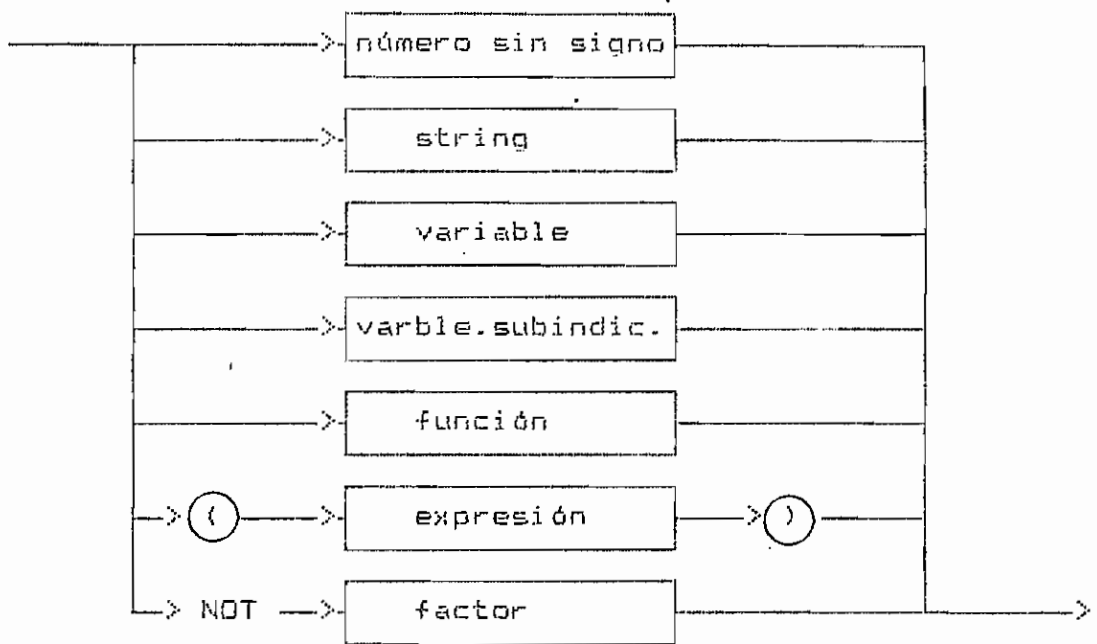 número sin signo
string
variable
varble.subindic.
función
( expresión )
NOT factor